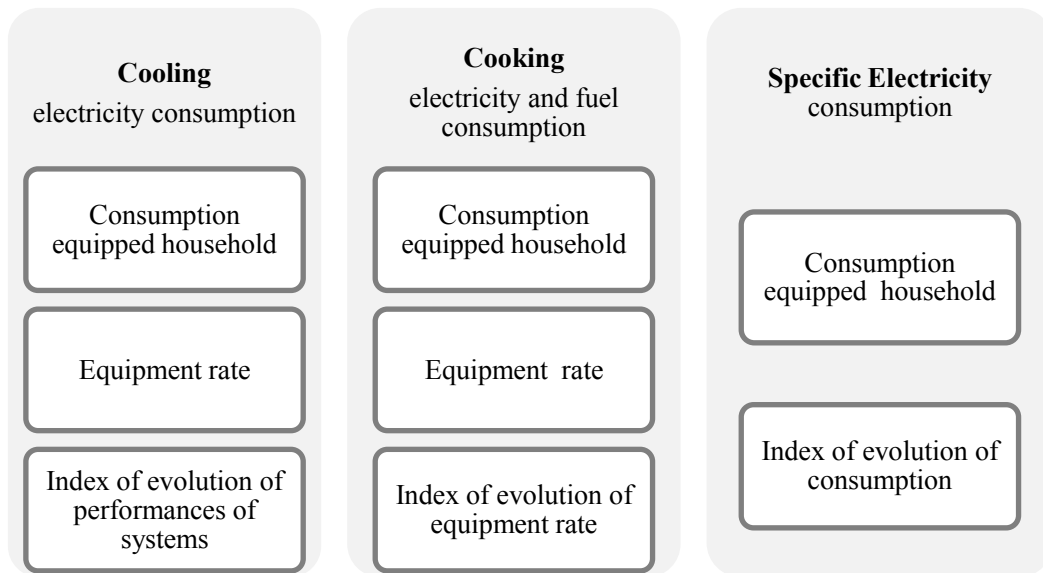 Cooling
electricity consumption
Consumption
equipped household
Equipment rate
Index of evolution of
performances of
systems
Cooking
electricity and fuel
consumption
Consumption
equipped household
Equipment rate
Index of evolution of
equipment rate
Specific Electricity
consumption
Consumption
equipped household
Index of evolution of
consumption